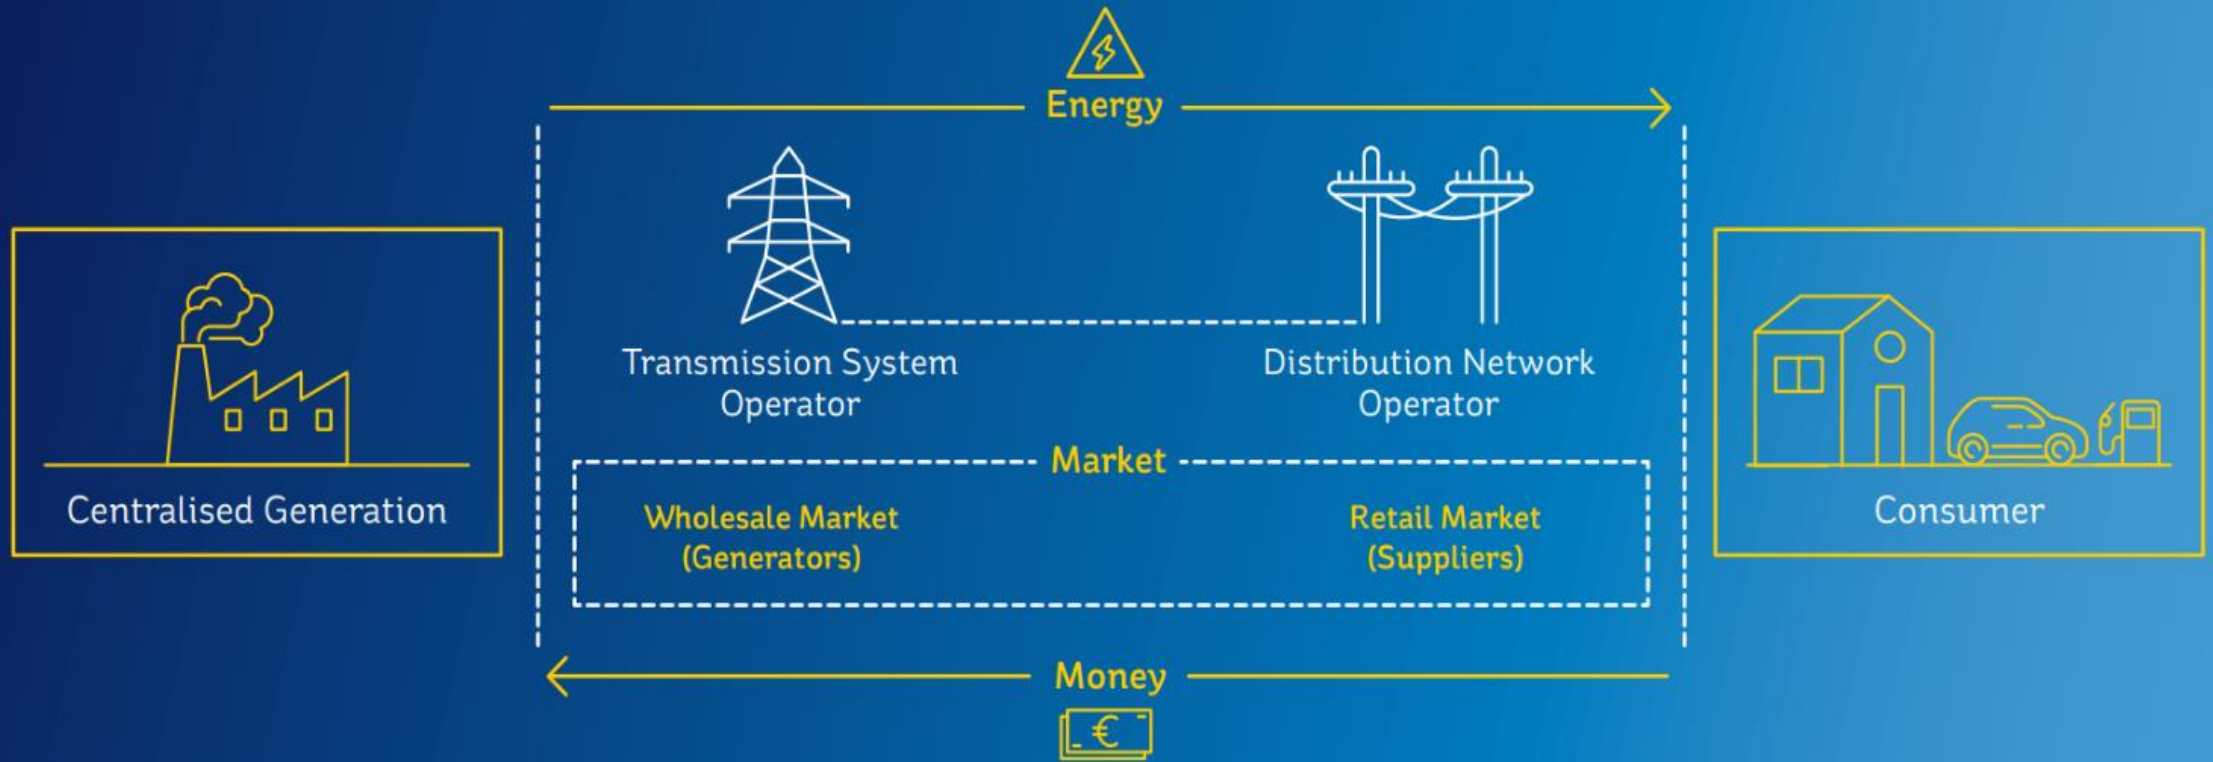 Energy
Transmission System
Operator
Distribution Network
Operator
Centralised Generation
Market
Wholesale Market
(Generators)
Retail Market
(Suppliers)
Consumer
Money
€